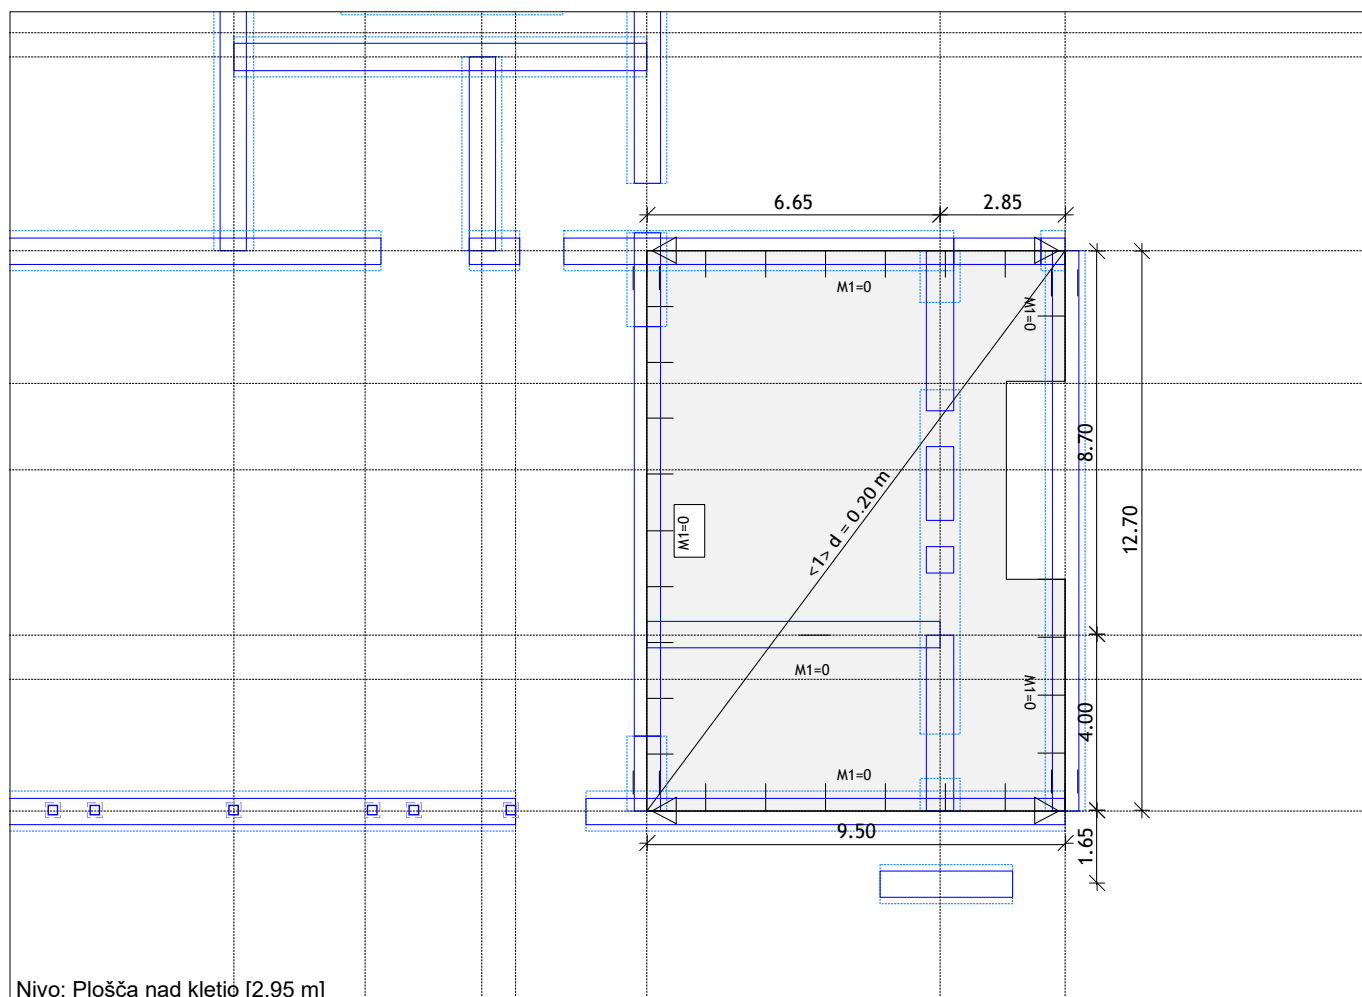 6.65
2.85
M1=0
M1=0
8.70
12.70
<1> d = 0.20 m
M1=0
M1=0
M1=0
4.00
M1=0
9.50
1.65
Nivo: Plošča nad kletjo [2.95 m]